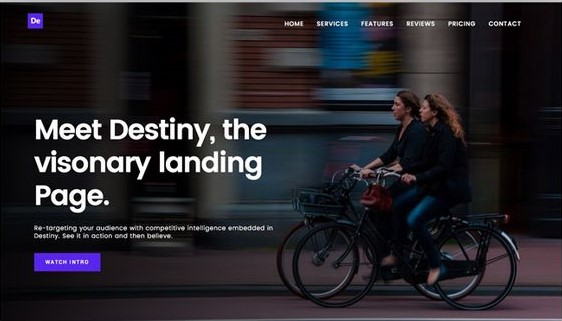 De
HOME SERVICES FEATURES REVIEWS PRICING CONTACT
Meet Destiny, the
visonary landing
Page.
Re-targeting your audience with competitive intelligence embedded in
Destiny. See it in action and then believe.
WATCH INTRO